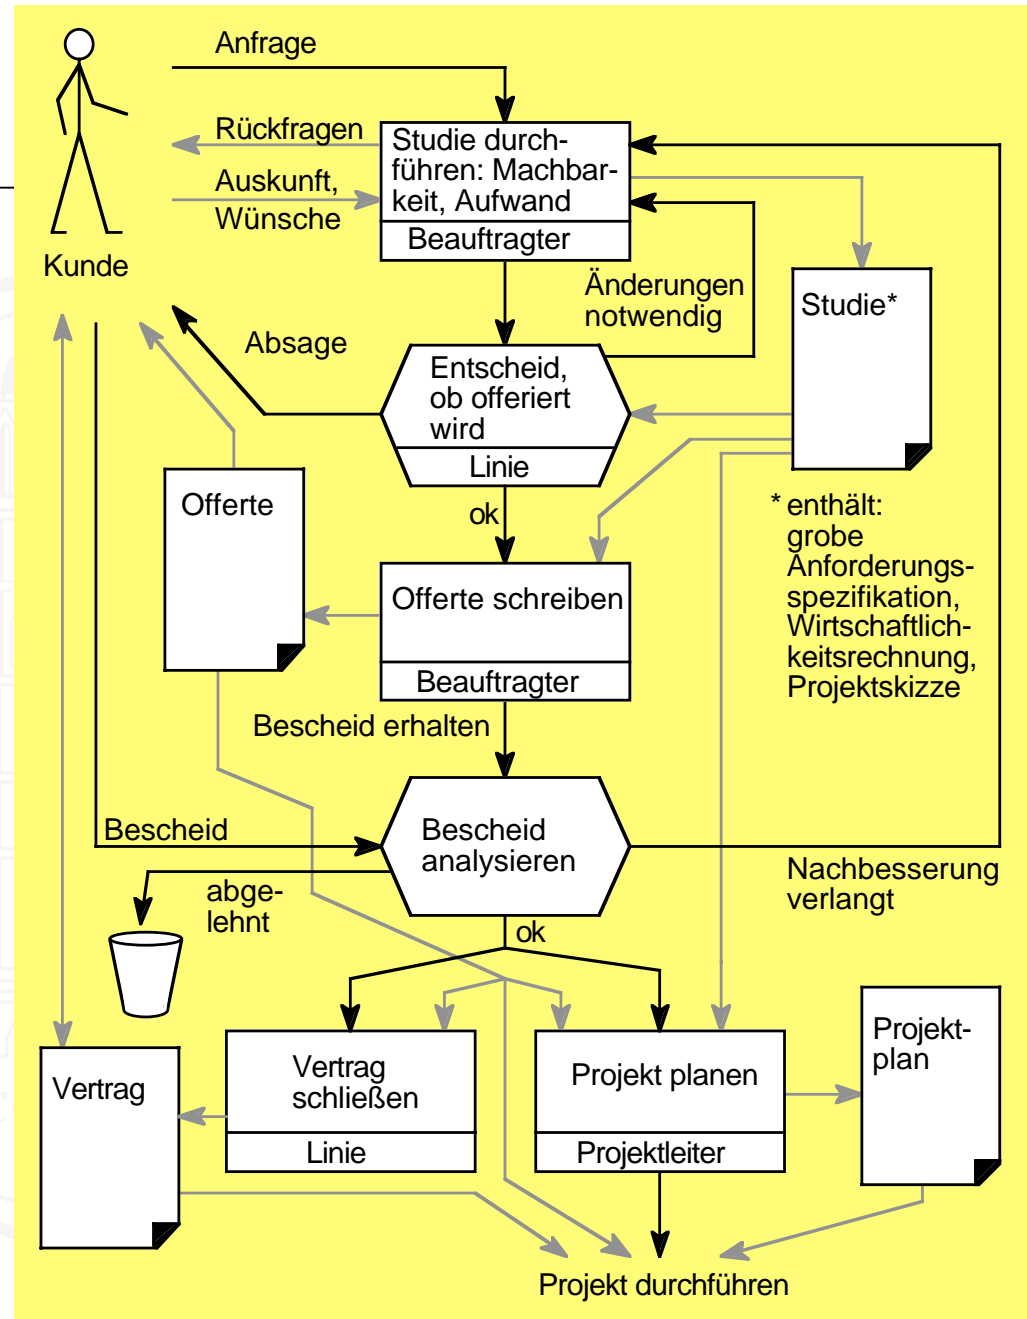 Anfrage
Rückfragen
Auskunft,
Wünsche
Kunde
Studie durch-
führen: Machbar-
keit, Aufwand
Beauftragter
Änderungen
notwendig
Studie*
Absage
Entscheid,
ob offeriert
wird
Linie
ok
Offerte
Offerte schreiben
Beauftragter
* enthält:
grobe
Anforderungs-
spezifikation,
Wirtschaftlich-
keitsrechnung,
Projektskizze
Bescheid erhalten
Bescheid
Bescheid
analysieren
Nachbesserung
verlangt
abge-
lehnt
ok
Vertrag
Vertrag
schließen
Linie
Projekt planen
Projektleiter
Projekt-
plan
Projekt durchführen